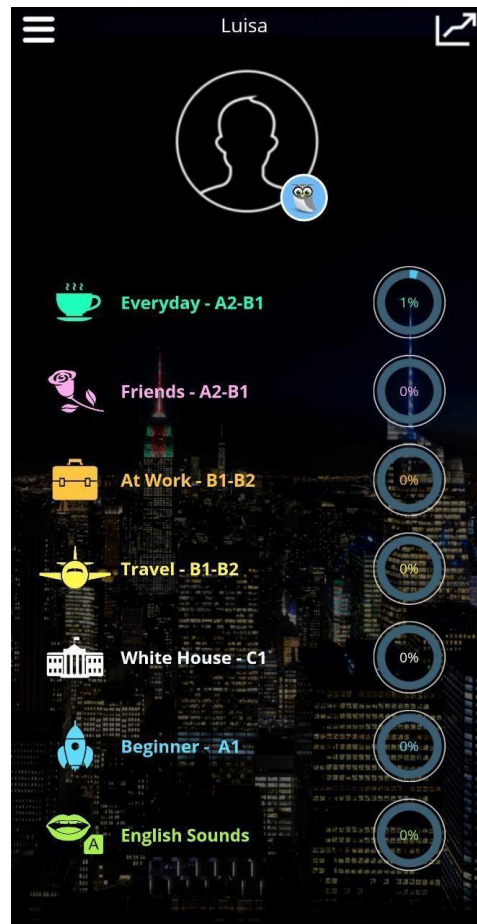 Luisa
Everyday - A2-B1
1%
Friends - A2-B1
0%
At Work - B1-B2
0%
Travel - B1-B2
0%
White House - C1
0%
Beginner - A1
0%
A
English Sounds
0%